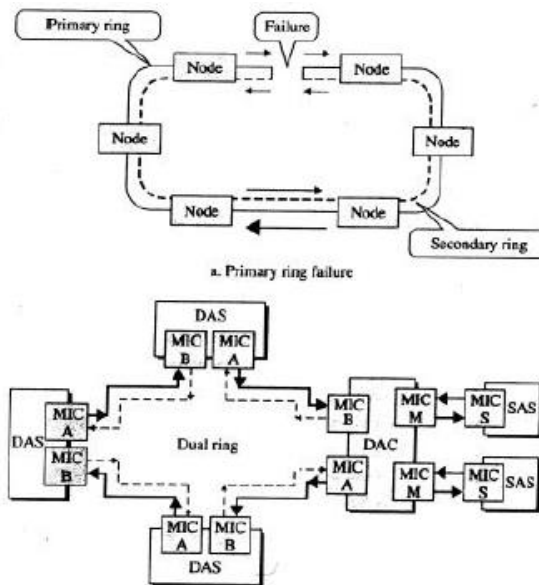 Primary ring
Failure
Node
Node
Node
Node
Node
Node
Secondary ring
a. Primary ring failure
DAS
MIC
B
MIC
A
DAS
MIC
A
MIC
B
Dual ring
MIC
B
DAC
MIC
A
MIC
M
MIC
S
SAS
MIC
M
MIC
S
SAS
MIC
A
MIC
B
DAS